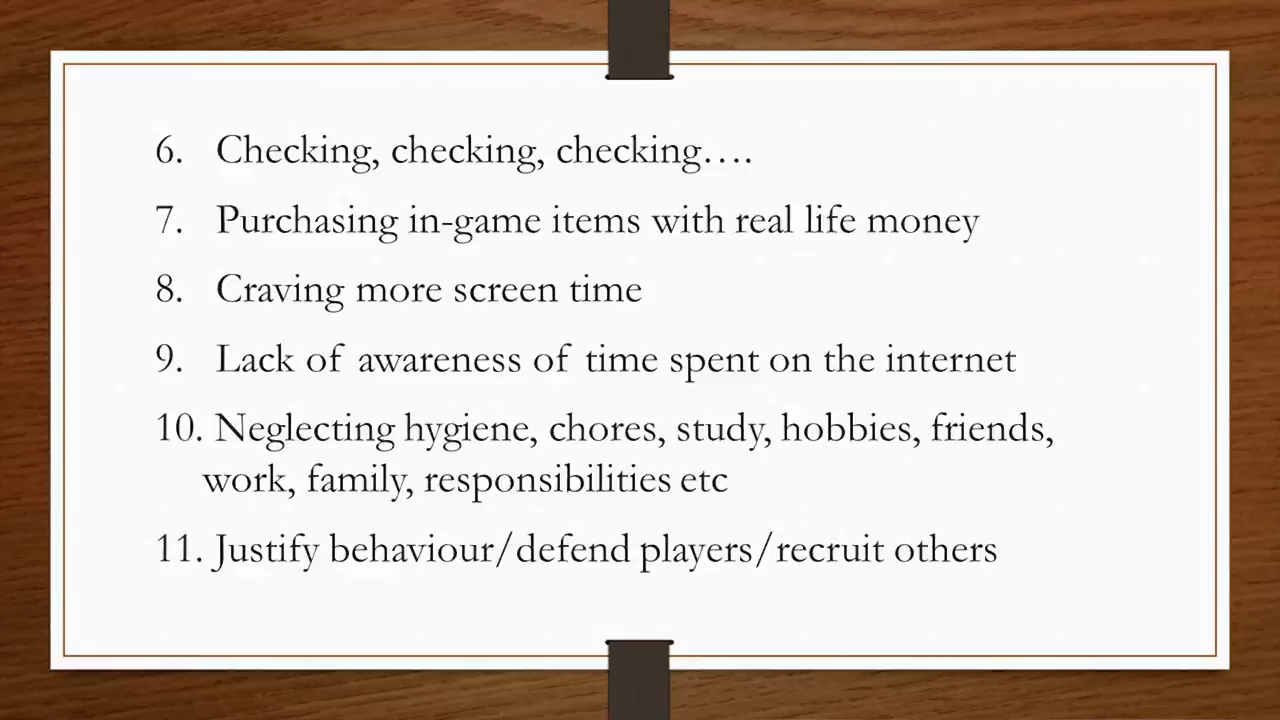 6. Checking, checking, checking….
7. Purchasing in-game items with real life money
8. Craving more screen time
9. Lack of awareness of time spent on the internet
10. Neglecting hygiene, chores, study, hobbies, friends,
work, family, responsibilities etc
11. Justify behaviour/defend players/recruit others